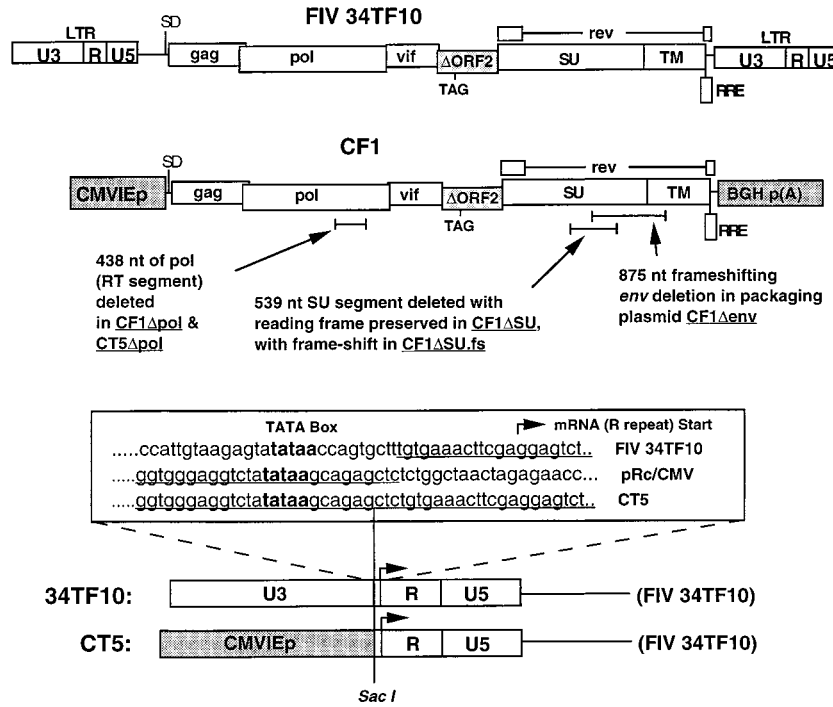 FIV 34TF10
LTR
U3 R U5
SD
gag
pol
vif
ΔORF2
TAG
rev
SU
TM
RRE
LTR
U3 R U5
CF1
CMVIEp
SD
gag
pol
vif
ΔORF2
TAG
rev
SU
TM
RRE
BGH p(A)
438 nt of pol
(RT segment)
deleted
in CF1Δpol &
CT5Δpol
539 nt SU segment deleted with
reading frame preserved in CF1ΔSU,
with frame-shift in CF1ΔSU.fs
875 nt frameshifting
env deletion in packaging
plasmid CF1Δenv
TATA Box
mRNA (R repeat) Start
.....ccattgtaagagtatataaccagtgctttgtgaaacttcgaggagtct.. FIV 34TF10
.....ggtgggaggtctatataagcagagctctctggctaactagagaacc... pRc/CMV
.....ggtgggaggtctatataagcagagctctgtgaaacttcgaggagtct.. CT5
34TF10: U3 R U5 (FIV 34TF10)
CT5: CMVIEp R U5 (FIV 34TF10)
Sac I